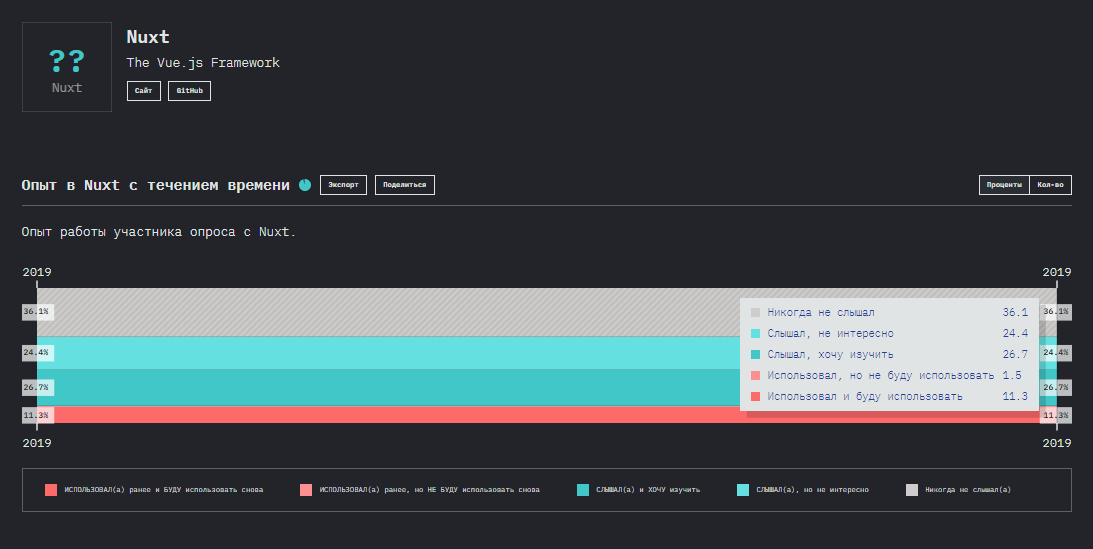 ??
Nuxt
Nuxt
The Vue.js Framework
Сайт
GitHub
Опыт в Nuxt с течением времени
Экспорт
Поделиться
Проценты
Кол-во
Опыт работы участника опроса с Nuxt.
2019
2019
36.1%
24.4%
26.7%
11.3%
Никогда не слышал 36.1
Слышал, не интересно 24.4
Слышал, хочу изучить 26.7
Использовал, но не буду использовать 1.5
Использовал и буду использовать 11.3
36.1%
24.4%
26.7%
11.3%
2019
2019
ИСПОЛЬЗОВАЛ(а) ранее и БУДУ использовать снова
ИСПОЛЬЗОВАЛ(а) ранее, но НЕ БУДУ использовать снова
СЛЫШАЛ(а) и ХОЧУ изучить
СЛЫШАЛ(а), но не интересно
Никогда не слышал(а)